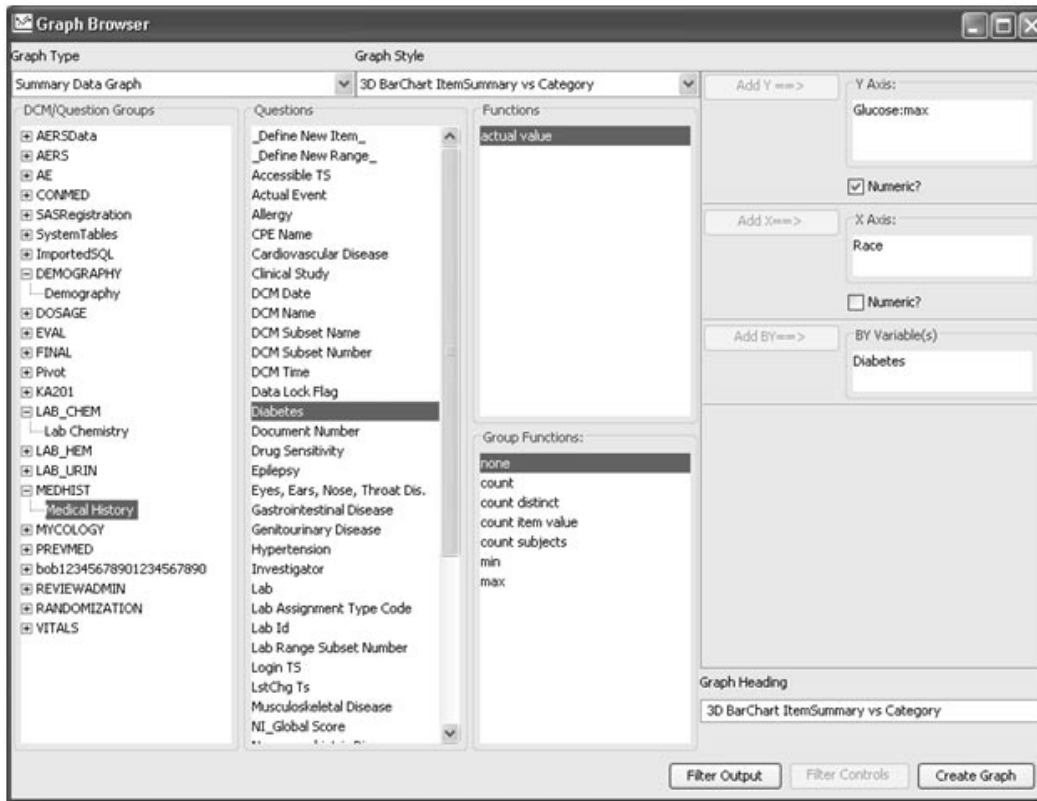 Graph Browser
Graph Type
Graph Style
Summary Data Graph
3D BarChart ItemSummary vs Category
DCM/Question Groups
AERSData
AERS
AE
CONMED
SASRegistration
SystemTables
ImportedSQL
DEMOGRAPHY
Demography
DOSAGE
EVAL
FINAL
Pivot
KA201
LAB_CHEM
Lab Chemistry
LAB_HEM
LAB_URIN
MEDHIST
Medical History
MYCOLOGY
PREVMED
bob12345678901234567890
REVIEWADMIN
RANDOMIZATION
VITALS
Questions
_Define New Item_
_Define New Range_
Accessible TS
Actual Event
Allergy
CPE Name
Cardiovascular Disease
Clinical Study
DCM Date
DCM Name
DCM Subset Name
DCM Subset Number
DCM Time
Data Lock Flag
Diabetes
Document Number
Drug Sensitivity
Epilepsy
Eyes, Ears, Nose, Throat Dis.
Gastrointestinal Disease
Genitourinary Disease
Hypertension
Investigator
Lab
Lab Assignment Type Code
Lab Id
Lab Range Subset Number
Login TS
LstChg Ts
Musculoskeletal Disease
NI_Global Score
Functions
actual value
Group Functions:
none
count
count distinct
count item value
count subjects
min
max
Add Y ==>
Y Axis:
Glucose:max
Numeric?
Add X==>
X Axis:
Race
Numeric?
Add BY==>
BY Variable(s)
Diabetes
Graph Heading
3D BarChart ItemSummary vs Category
Filter Output
Filter Controls
Create Graph